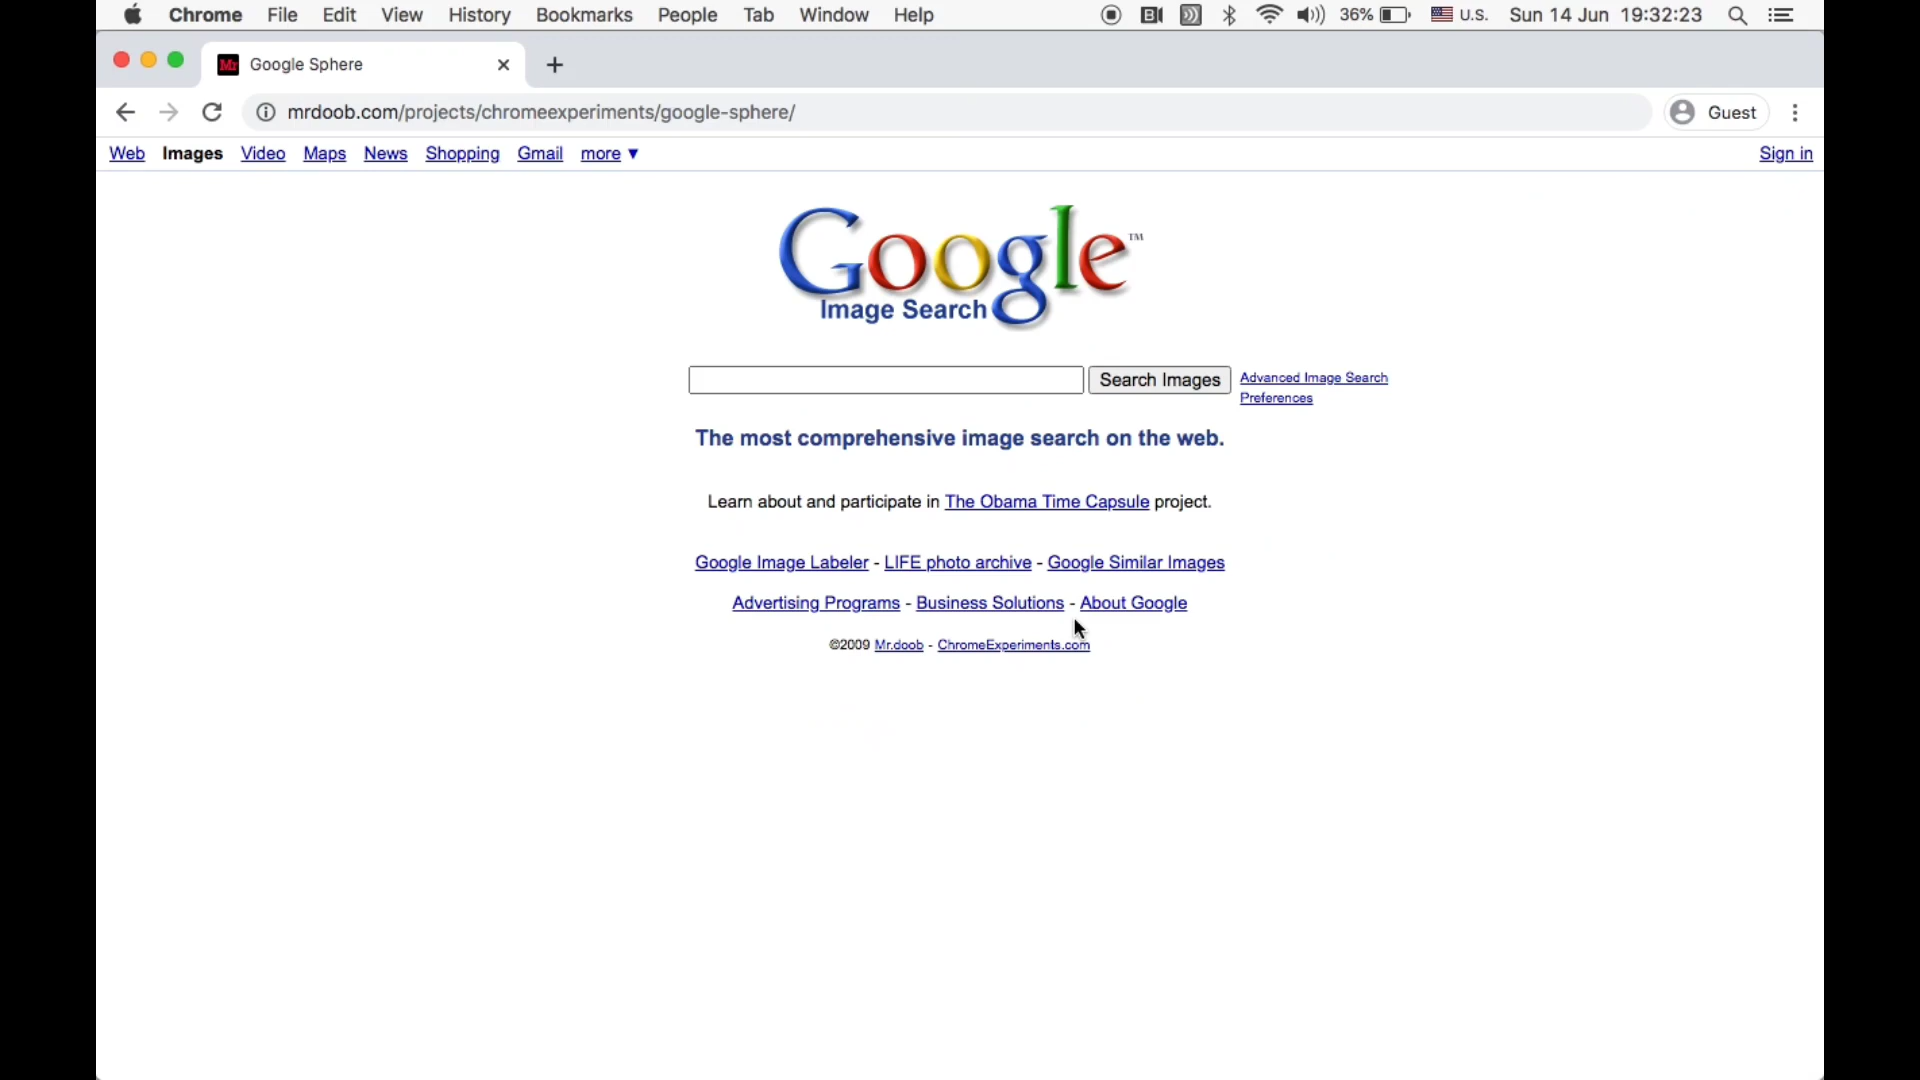 Chrome File Edit View History Bookmarks People Tab Window Help 36% U.S. Sun 14 Jun 19:32:23
Mr Google Sphere
mrdoob.com/projects/chromeexperiments/google-sphere/ Guest
Web Images Video Maps News Shopping Gmail more ▼ Sign in
Google™
Image Search
Search Images Advanced Image Search
Preferences
The most comprehensive image search on the web.
Learn about and participate in The Obama Time Capsule project.
Google Image Labeler - LIFE photo archive - Google Similar Images
Advertising Programs - Business Solutions - About Google
©2009 Mr.doob - ChromeExperiments.com